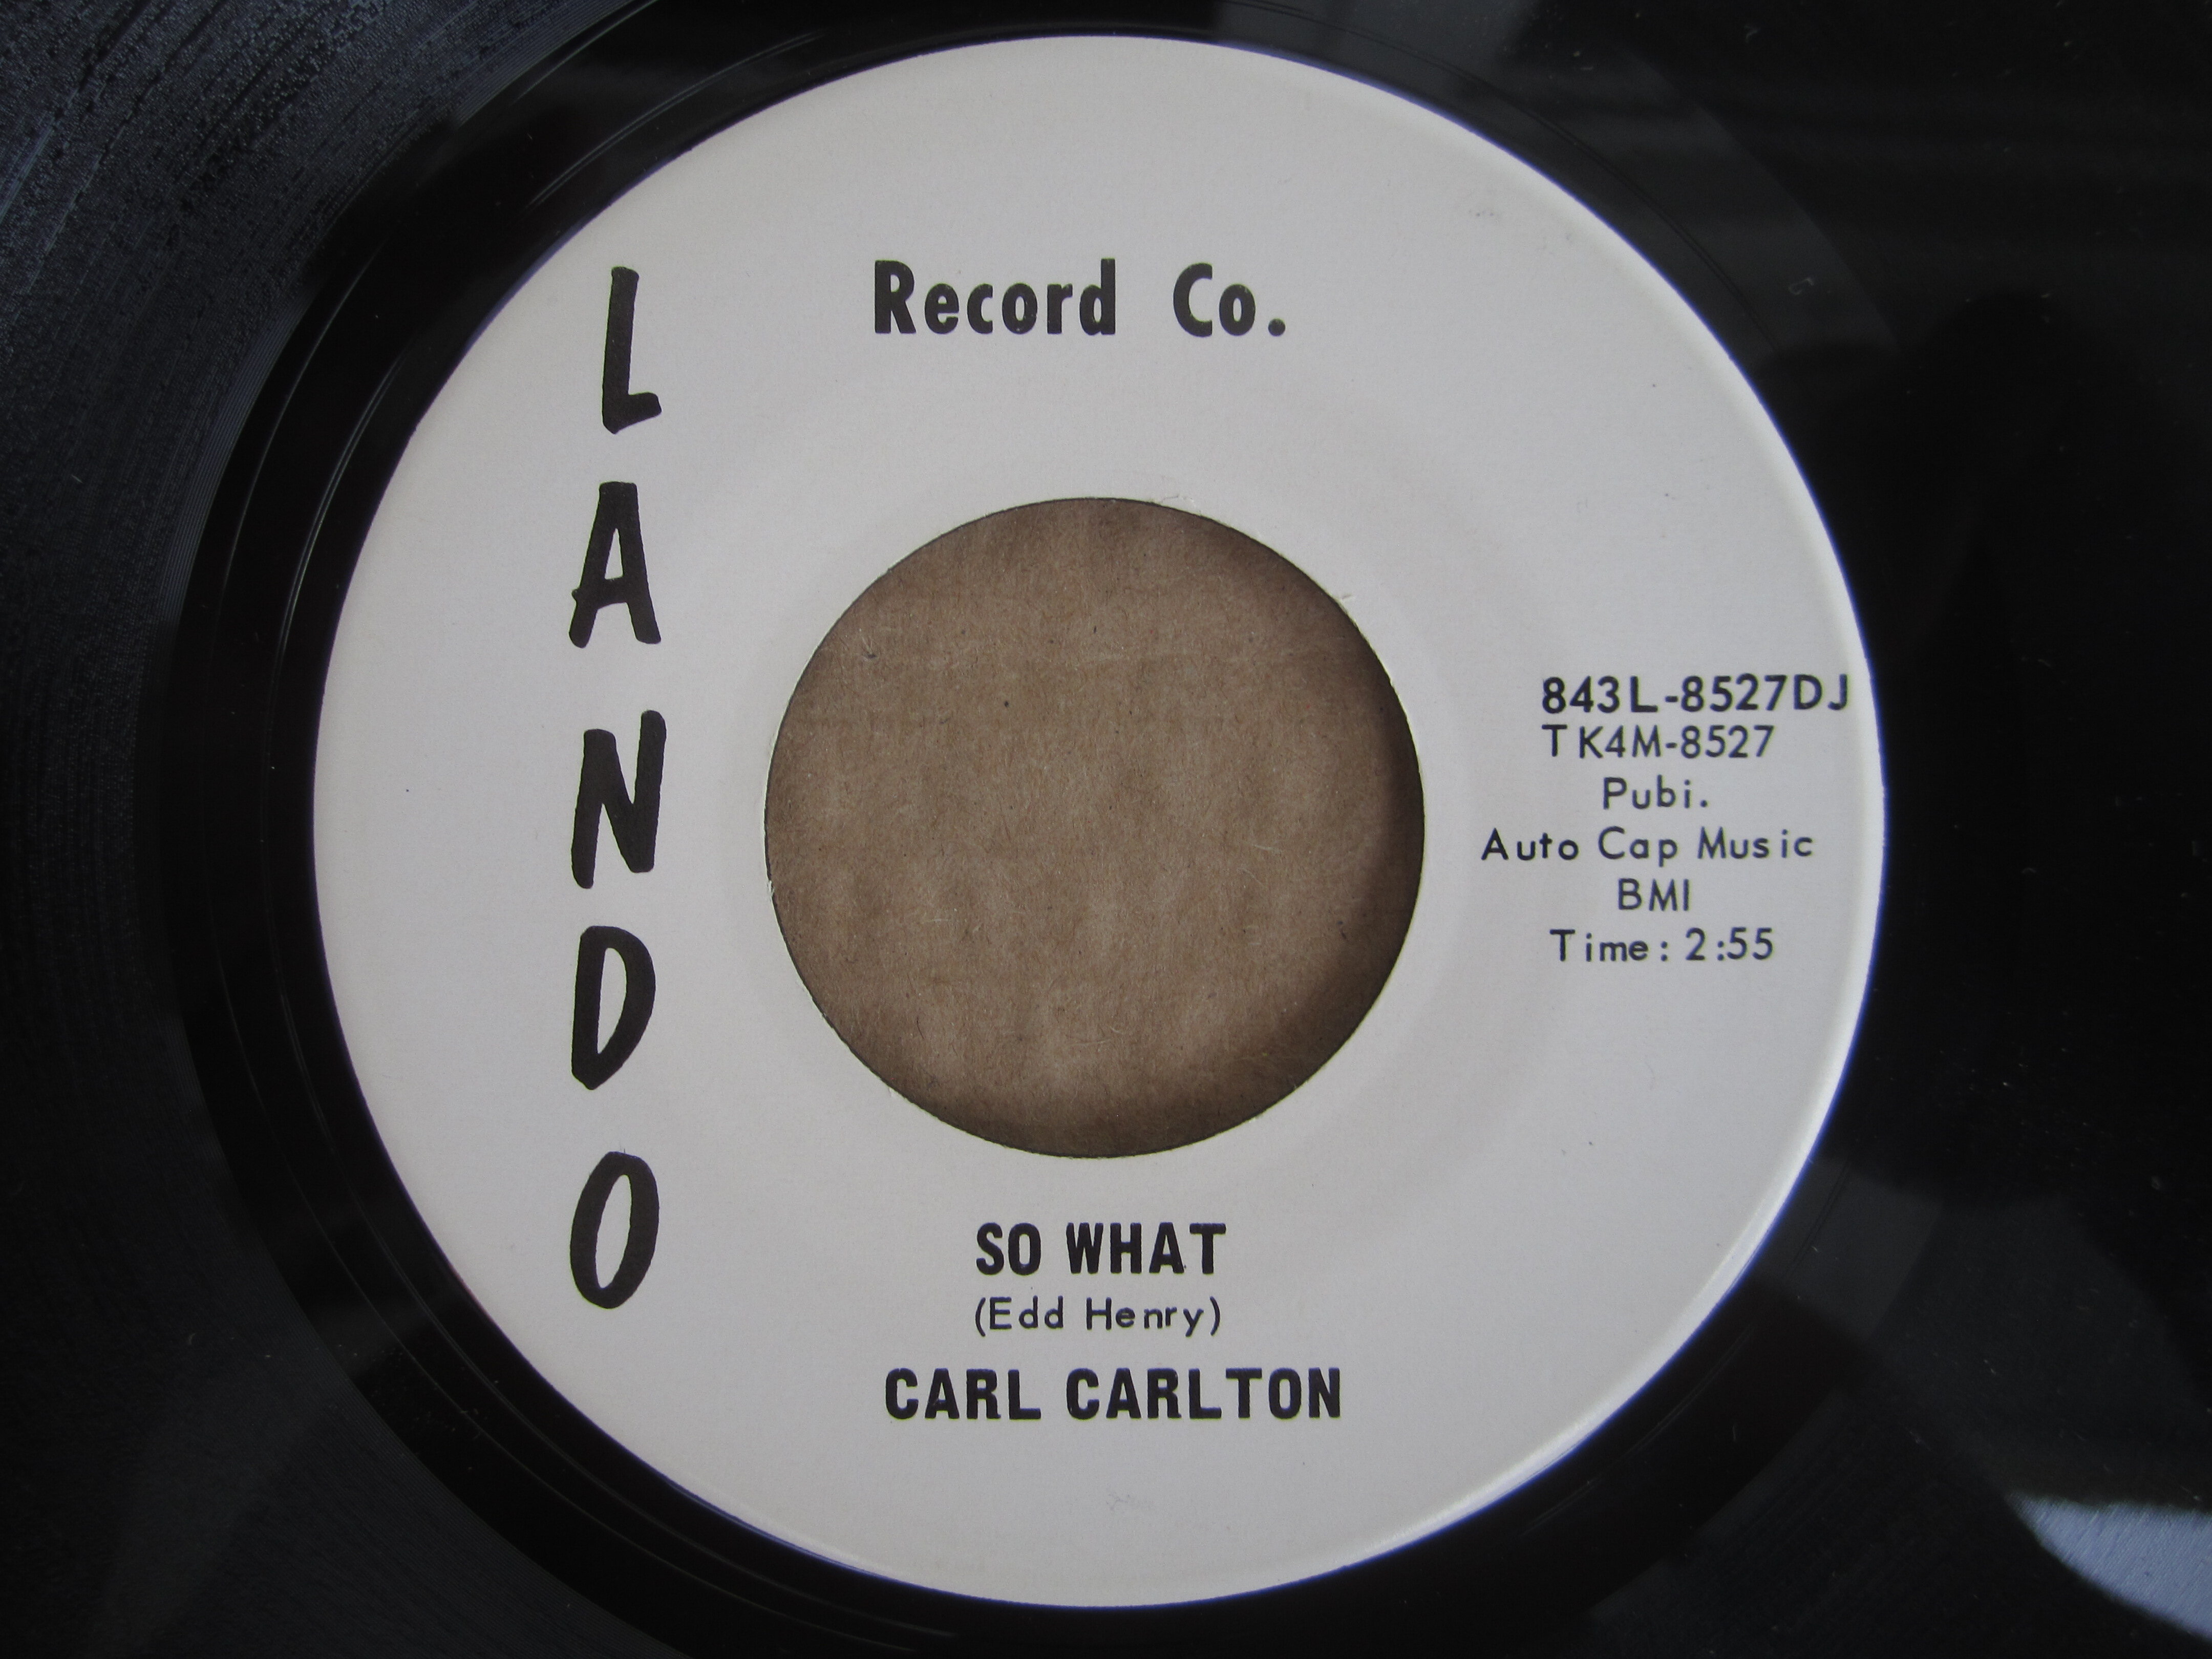 LANDO
Record Co.
843L-8527DJ
TK4M-8527
Pubi.
Auto Cap Music
BMI
Time: 2:55
SO WHAT
(Edd Henry)
CARL CARLTON